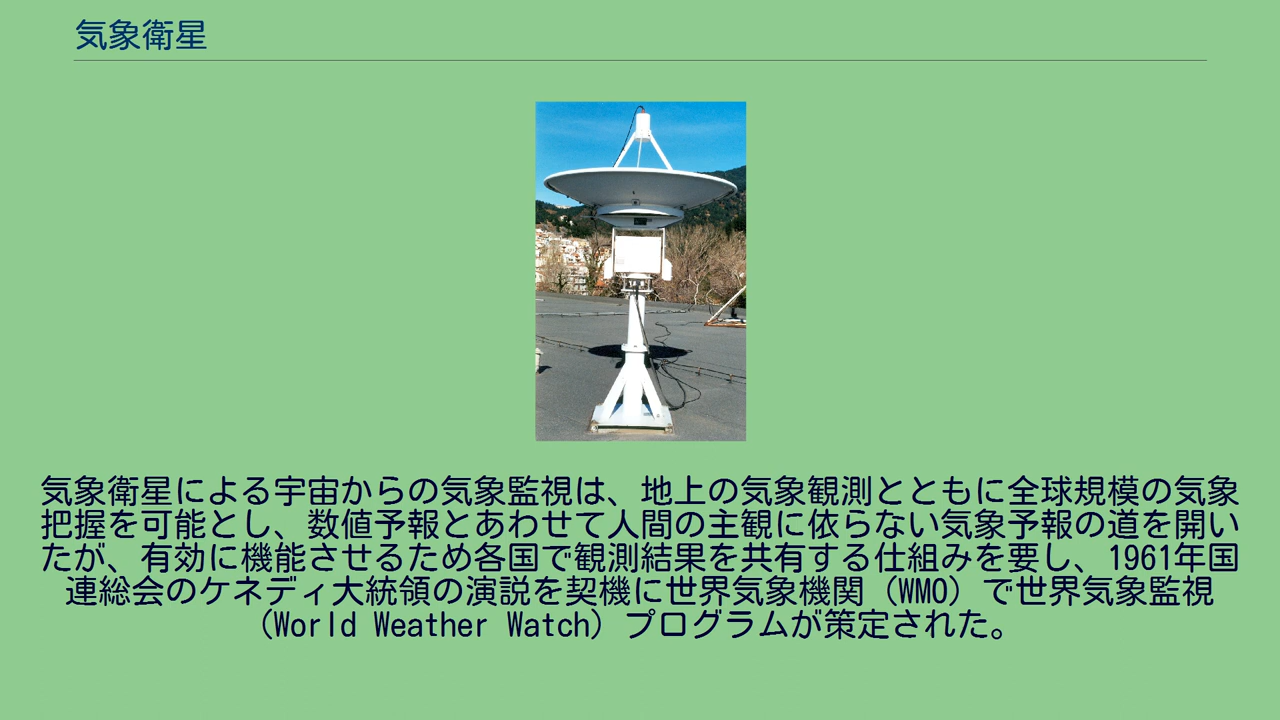 気象衛星
気象衛星による宇宙からの気象監視は、地上の気象観測とともに全球規模の気象
把握を可能とし、数値予報とあわせて人間の主観に依らない気象予報の道を開い
たが、有効に機能させるため各国で観測結果を共有する仕組みを要し、1961年国
連総会のケネディ大統領の演説を契機に世界気象機関（WMO）で世界気象監視
（World Weather Watch）プログラムが策定された。